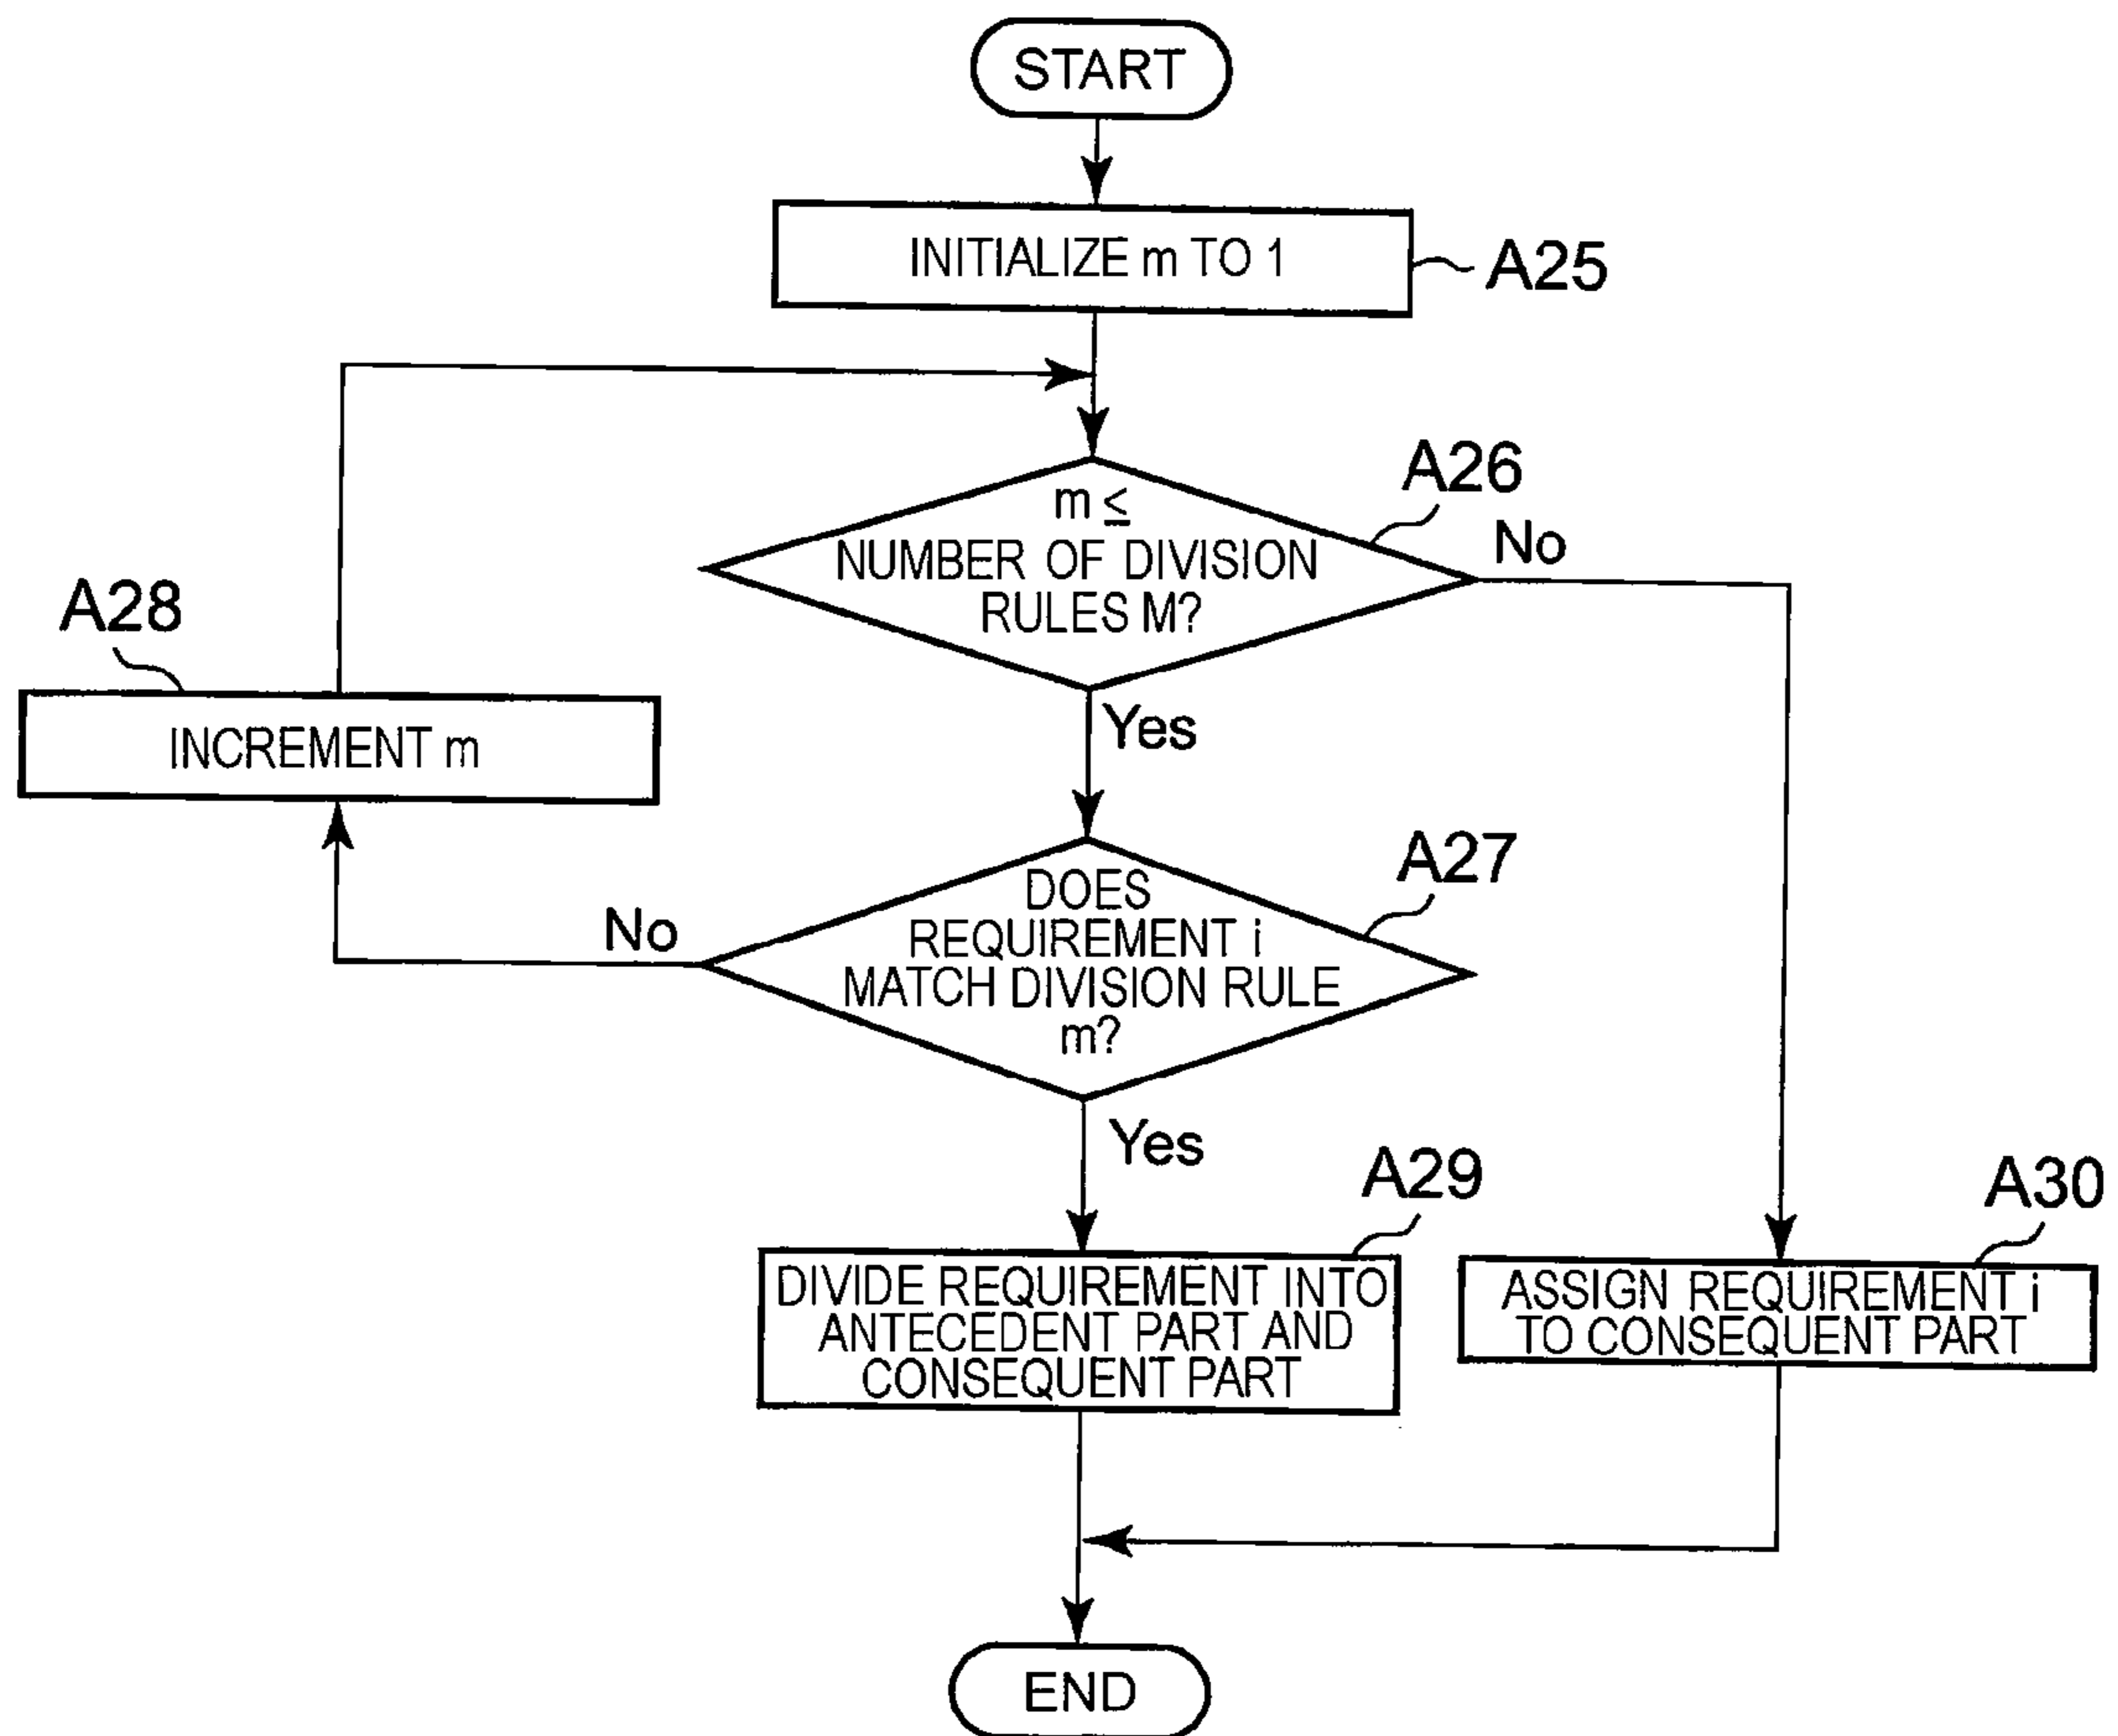 START
INITIALIZE m TO 1
A25
A26
m ≤
NUMBER OF DIVISION
RULES M?
No
Yes
A28
INCREMENT m
A27
DOES
REQUIREMENT i
MATCH DIVISION RULE
m?
No
Yes
A29
DIVIDE REQUIREMENT INTO
ANTECEDENT PART AND
CONSEQUENT PART
A30
ASSIGN REQUIREMENT i
TO CONSEQUENT PART
END